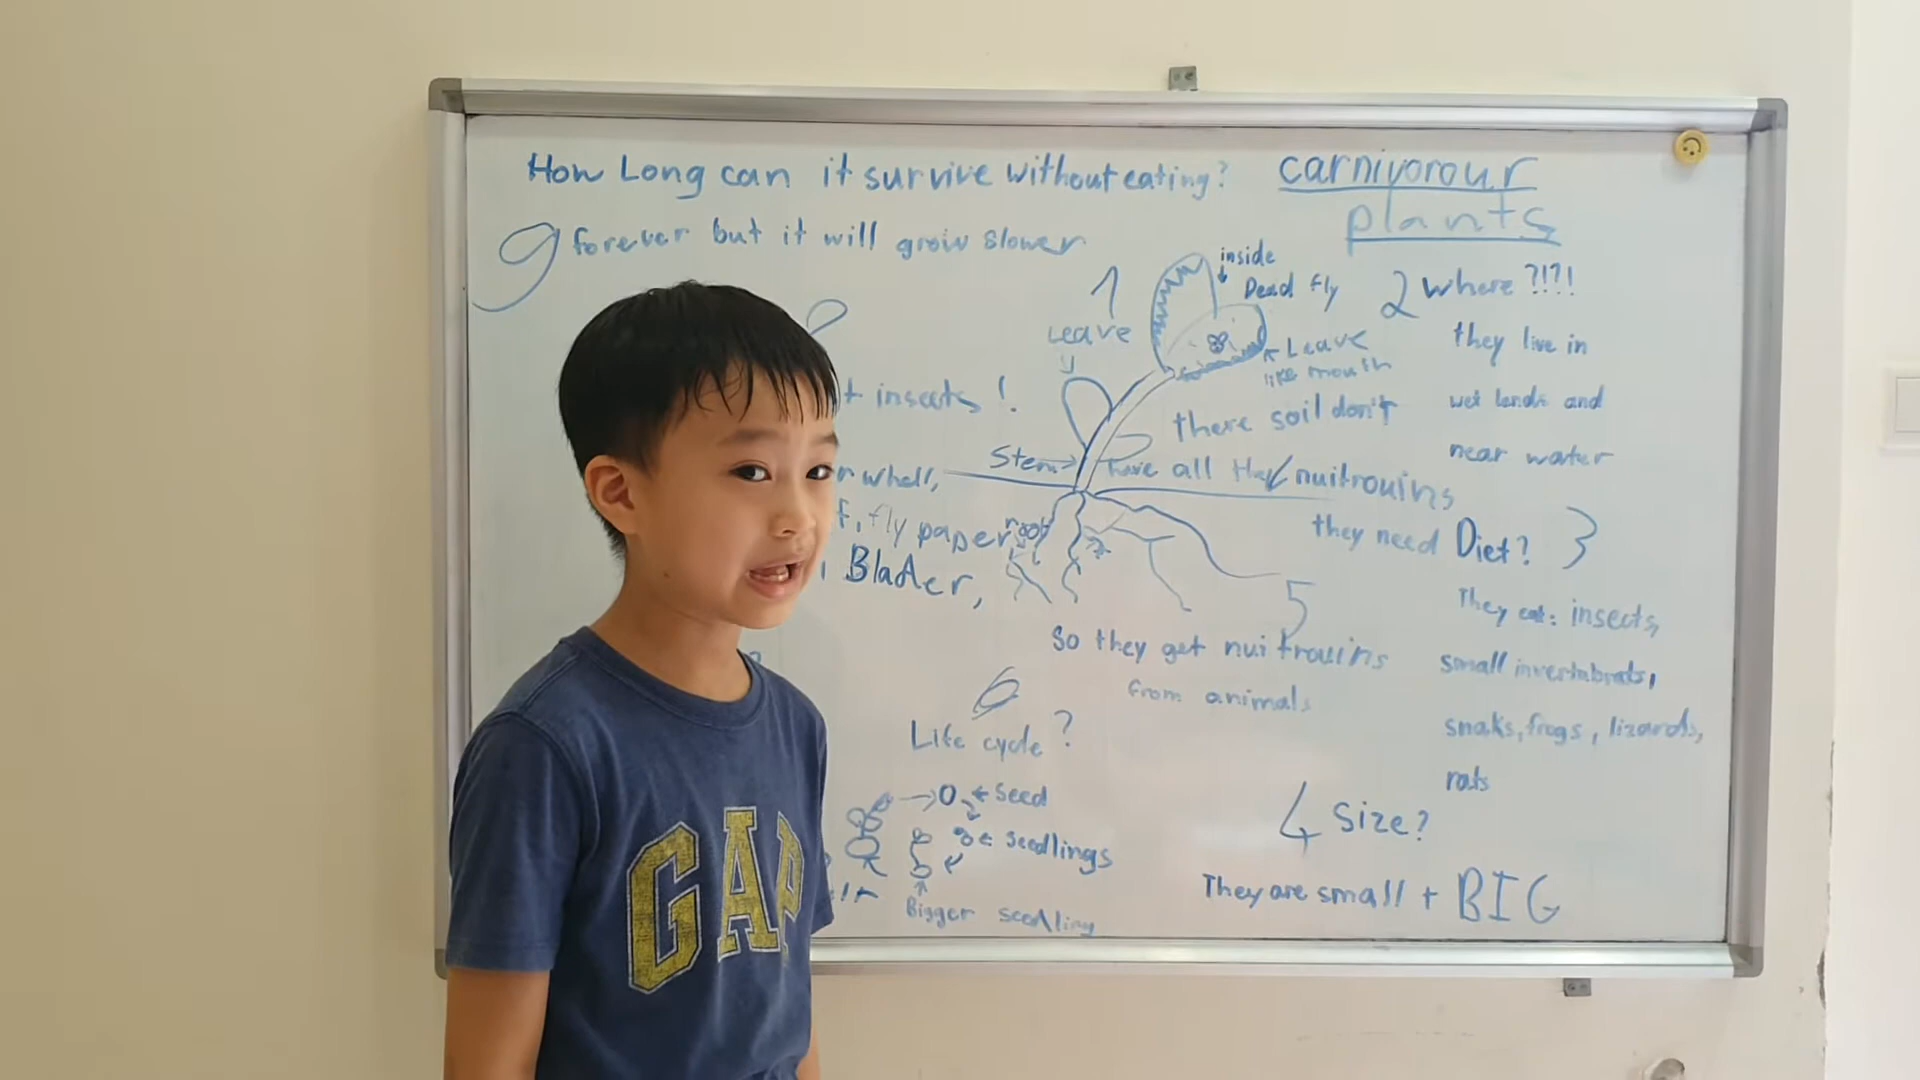 How Long can it survive without eating?
carnivorour
plants
9 forever but it will grow slower
1
inside
Dead fly
Leave
Leave
like mouth
2 Where ?!?!
they live in
wet lands and
near water
t insects !
there soil don't
Stem
have all the nuitrouins
they need
r whell,
f, fly paper
root
Blader,
Diet? 3
They eat: insects,
small invertabrats,
snaks, frogs, lizards,
rats
5
So they get nuitrouins
from animals
6
Life cycle?
Seed
Seedlings
Bigger seedling
4 Size?
They are small + BIG
GAP